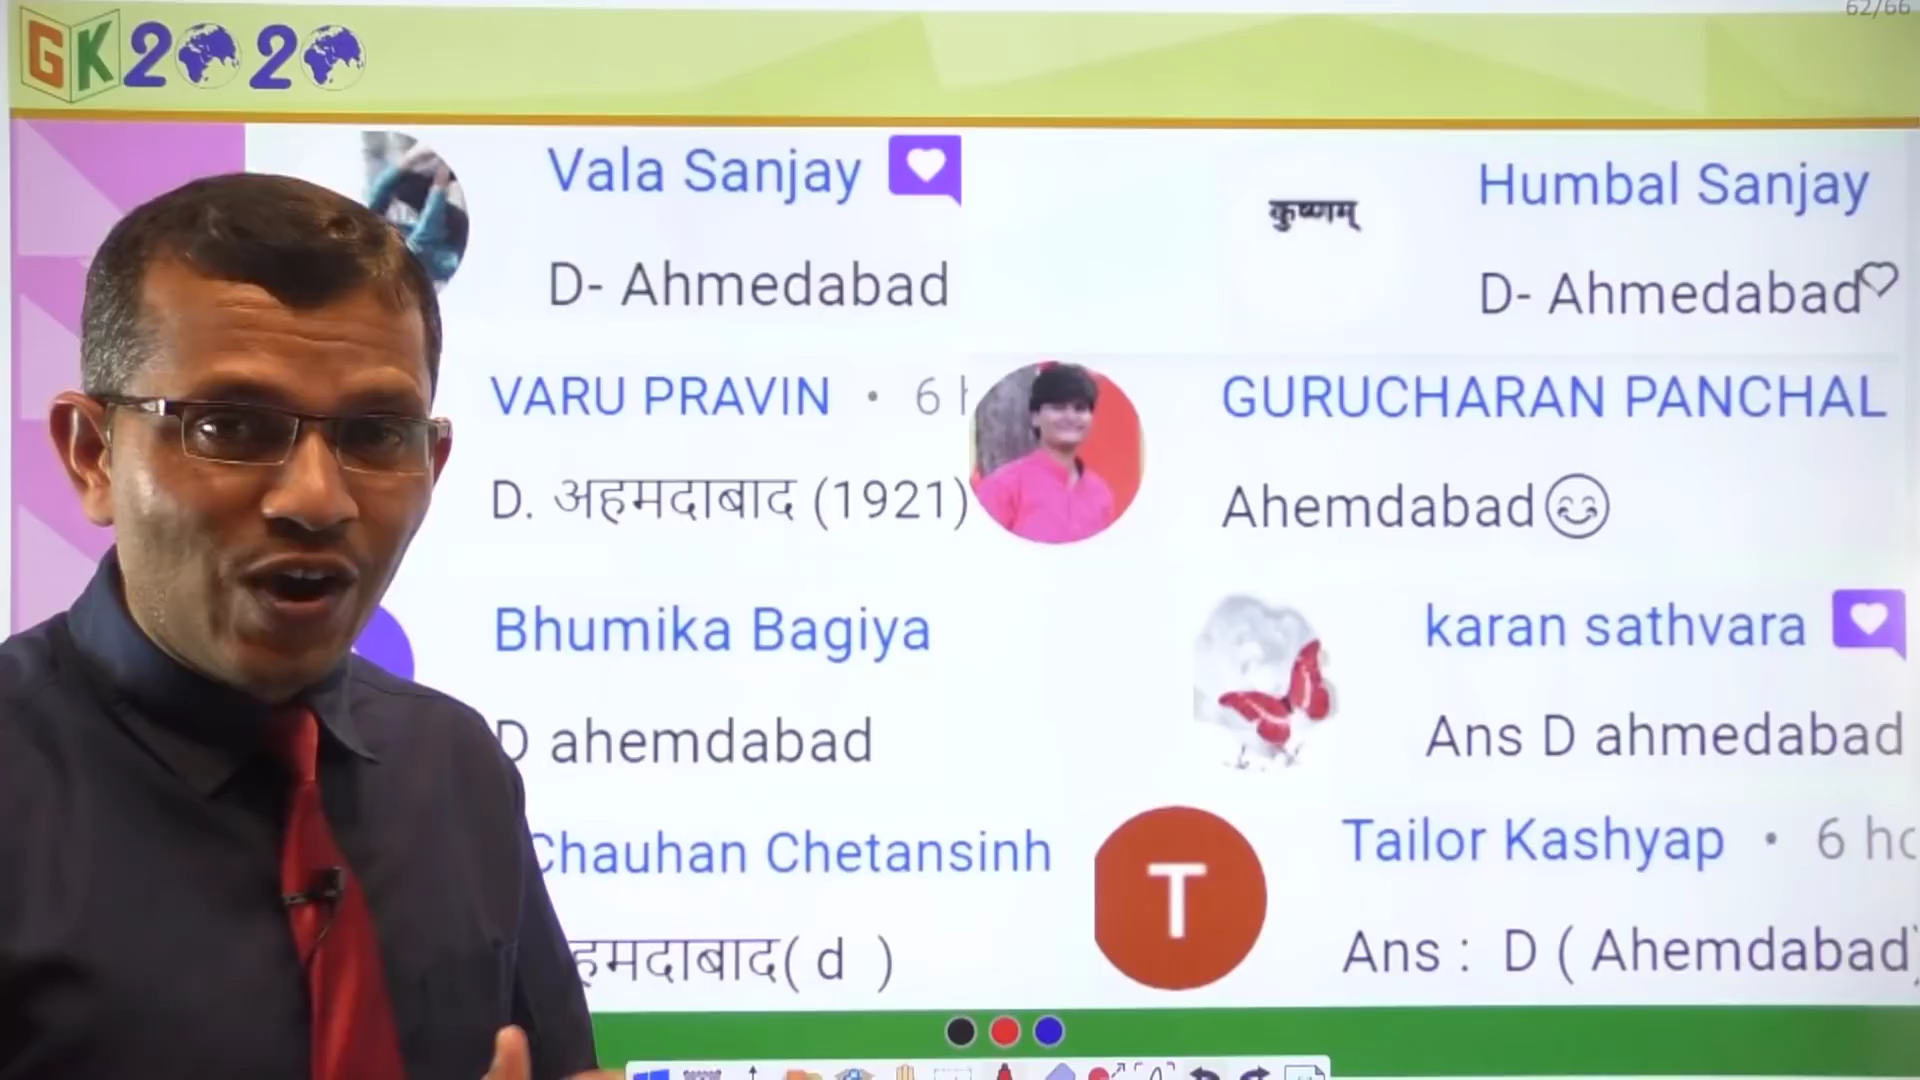 62/66
GK2020
Vala Sanjay
D- Ahmedabad
कृष्णम्
Humbal Sanjay
D- Ahmedabad
VARU PRAVIN • 6
D. अहमदाबाद (1921)
GURUCHARAN PANCHAL
Ahemdabad
Bhumika Bagiya
D ahemdabad
karan sathvara
Ans D ahmedabad
Chauhan Chetansinh
हमदाबाद( d )
T
Tailor Kashyap • 6
Ans : D ( Ahemdabad)